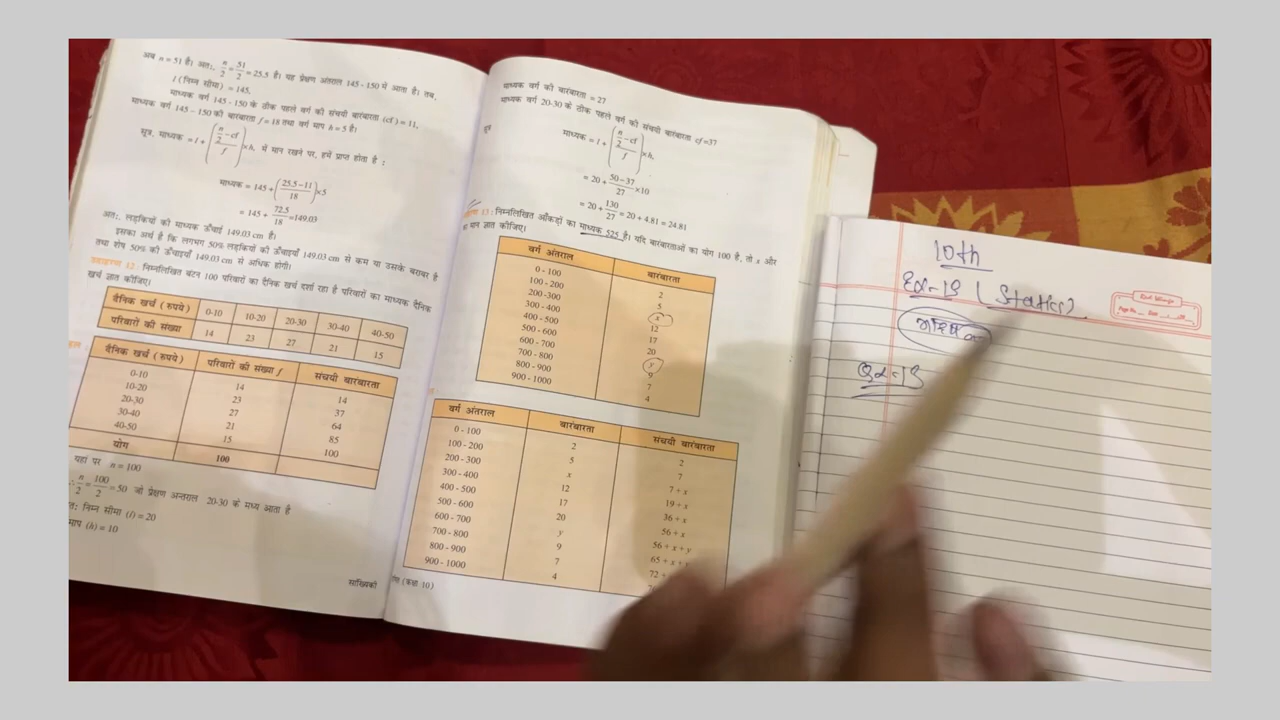 अब n = 51 है। अतः, n/2 = 51/2 = 25.5 है। यह प्रेक्षण अंतराल 145 - 150 में आता है। तब,
l (निम्न सीमा) = 145,
माध्यक वर्ग 145 - 150 के ठीक पहले वर्ग की संचयी बारंबारता (cf) = 11,
माध्यक वर्ग 145 – 150 की बारंबारता f = 18 तथा वर्ग माप h = 5 है।
सूत्र, माध्यक = l + ((n/2 - cf)/f) × h, में मान रखने पर, हमें प्राप्त होता है :
माध्यक = 145 + ((25.5 – 11)/18) × 5
= 145 + 72.5/18 = 149.03
अतः, लड़कियों की माध्यक ऊँचाई 149.03 cm है।
इसका अर्थ है कि लगभग 50% लड़कियों की ऊँचाइयाँ 149.03 cm से कम या उसके बराबर है
तथा शेष 50% की ऊँचाइयाँ 149.03 cm से अधिक होगी।
उदाहरण 12 : निम्नलिखित बंटन 100 परिवारों का दैनिक खर्च दर्शा रहा है परिवारों का माध्यक दैनिक
खर्च ज्ञात कीजिए।
दैनिक खर्च (रुपये) 0-10 10-20 20-30 30-40 40-50
परिवारों की संख्या 14 23 27 21 15
दैनिक खर्च (रुपये) परिवारों की संख्या f संचयी बारंबारता
0-10 14 14
10-20 23 37
20-30 27 64
30-40 21 85
40-50 15 100
योग 100
यहां पर n = 100
∴ n/2 = 100/2 = 50 जो प्रेक्षण अन्तराल 20-30 के मध्य आता है
निम्न सीमा (l) = 20
माप (h) = 10
सांख्यिकी
माध्यक वर्ग की बारंबारता = 27
माध्यक वर्ग 20-30 के ठीक पहले वर्ग की संचयी बारंबारता cf = 37
सूत्र
माध्यक = l + ((n/2 - cf)/f) × h,
= 20 + (50 – 37)/27 × 10
= 20 + 130/27 = 20 + 4.81 = 24.81
13 : निम्नलिखित आँकड़ों का माध्यक 525 है। यदि बारंबारताओं का योग 100 है, तो x और
का मान ज्ञात कीजिए।
वर्ग अंतराल बारंबारता
0 - 100 2
100 - 200 5
200 - 300 x
300 - 400 12
400 - 500 17
500 - 600 20
600 - 700 y
700 - 800 9
800 - 900 7
900 - 1000 4
वर्ग अंतराल बारंबारता संचयी बारंबारता
0 - 100 2 2
100 - 200 5 7
200 - 300 x 7 + x
300 - 400 12 19 + x
400 - 500 17 36 + x
500 - 600 20 56 + x
600 - 700 y 56 + x + y
700 - 800 9 65 + x + y
800 - 900 7 72 +
900 - 1000 4
(कक्षा 10)
10th